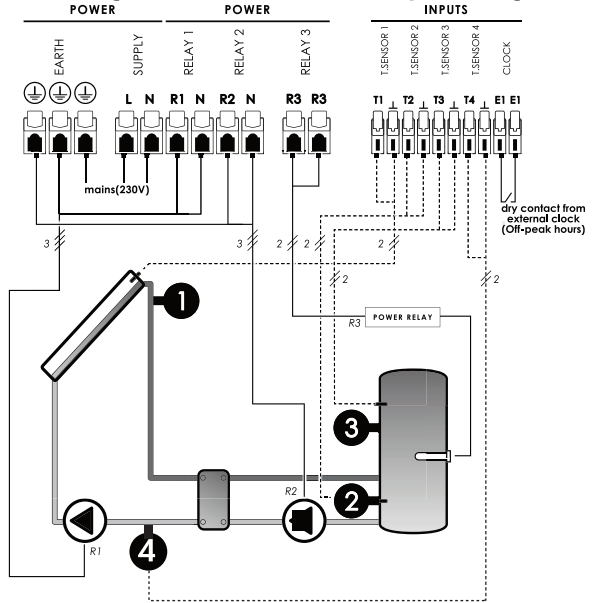 POWER POWER INPUTS
EARTH
SUPPLY
RELAY 1
RELAY 2
RELAY 3
T.SENSOR 1
T.SENSOR 2
T.SENSOR 3
T.SENSOR 4
CLOCK
L N R1 N R2 N R3 R3 T1 T2 T3 T4 E1 E1
mains(230V)
dry contact from
external clock
(Off-peak hours)
3 3 2 2 2
2 2
1
R3 POWER RELAY
3
R2 2
R1 4